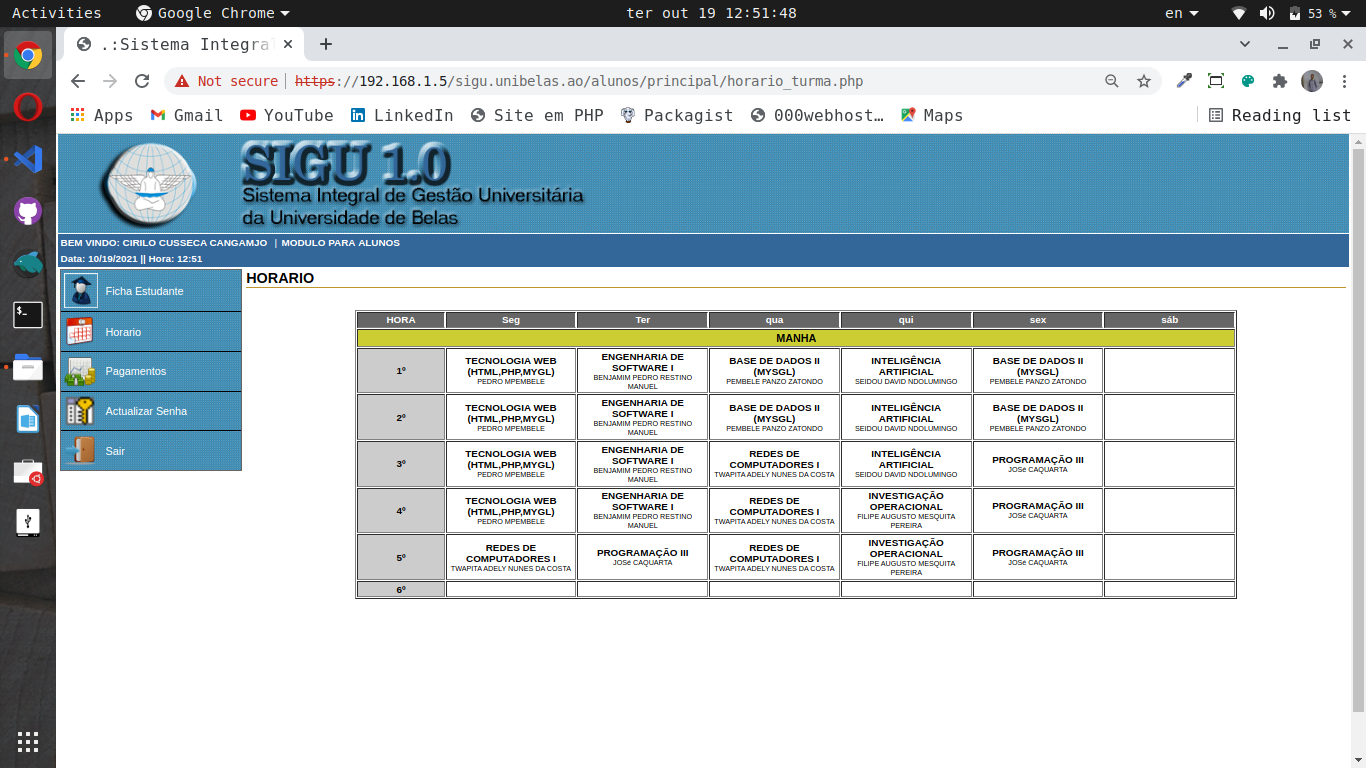 Activities Google Chrome ter out 19 12:51:48 en 53 %
.:Sistema Integra
Not secure https://192.168.1.5/sigu.unibelas.ao/alunos/principal/horario_turma.php
Apps Gmail YouTube LinkedIn Site em PHP Packagist 000webhost… Maps Reading list
SIGU 1.0
Sistema Integral de Gestão Universitária
da Universidade de Belas
BEM VINDO: CIRILO CUSSECA CANGAMJO | MODULO PARA ALUNOS
Data: 10/19/2021 || Hora: 12:51
Ficha Estudante
Horario
Pagamentos
Actualizar Senha
Sair
HORARIO
HORA Seg Ter qua qui sex sáb
MANHA
1º
TECNOLOGIA WEB
(HTML,PHP,MYGL)
PEDRO MPEMBELE
ENGENHARIA DE
SOFTWARE I
BENJAMIM PEDRO RESTINO
MANUEL
BASE DE DADOS II
(MYSGL)
PEMBELE PANZO ZATONDO
INTELIGÊNCIA
ARTIFICIAL
SEIDOU DAVID NDOLUMINGO
BASE DE DADOS II
(MYSGL)
PEMBELE PANZO ZATONDO
2º
TECNOLOGIA WEB
(HTML,PHP,MYGL)
PEDRO MPEMBELE
ENGENHARIA DE
SOFTWARE I
BENJAMIM PEDRO RESTINO
MANUEL
BASE DE DADOS II
(MYSGL)
PEMBELE PANZO ZATONDO
INTELIGÊNCIA
ARTIFICIAL
SEIDOU DAVID NDOLUMINGO
BASE DE DADOS II
(MYSGL)
PEMBELE PANZO ZATONDO
3º
TECNOLOGIA WEB
(HTML,PHP,MYGL)
PEDRO MPEMBELE
ENGENHARIA DE
SOFTWARE I
BENJAMIM PEDRO RESTINO
MANUEL
REDES DE
COMPUTADORES I
TWAPITA ADELY NUNES DA COSTA
INTELIGÊNCIA
ARTIFICIAL
SEIDOU DAVID NDOLUMINGO
PROGRAMAÇÃO III
JOSé CAQUARTA
4º
TECNOLOGIA WEB
(HTML,PHP,MYGL)
PEDRO MPEMBELE
ENGENHARIA DE
SOFTWARE I
BENJAMIM PEDRO RESTINO
MANUEL
REDES DE
COMPUTADORES I
TWAPITA ADELY NUNES DA COSTA
INVESTIGAÇÃO
OPERACIONAL
FILIPE AUGUSTO MESQUITA
PEREIRA
PROGRAMAÇÃO III
JOSé CAQUARTA
5º
REDES DE
COMPUTADORES I
TWAPITA ADELY NUNES DA COSTA
PROGRAMAÇÃO III
JOSé CAQUARTA
REDES DE
COMPUTADORES I
TWAPITA ADELY NUNES DA COSTA
INVESTIGAÇÃO
OPERACIONAL
FILIPE AUGUSTO MESQUITA
PEREIRA
PROGRAMAÇÃO III
JOSé CAQUARTA
6º